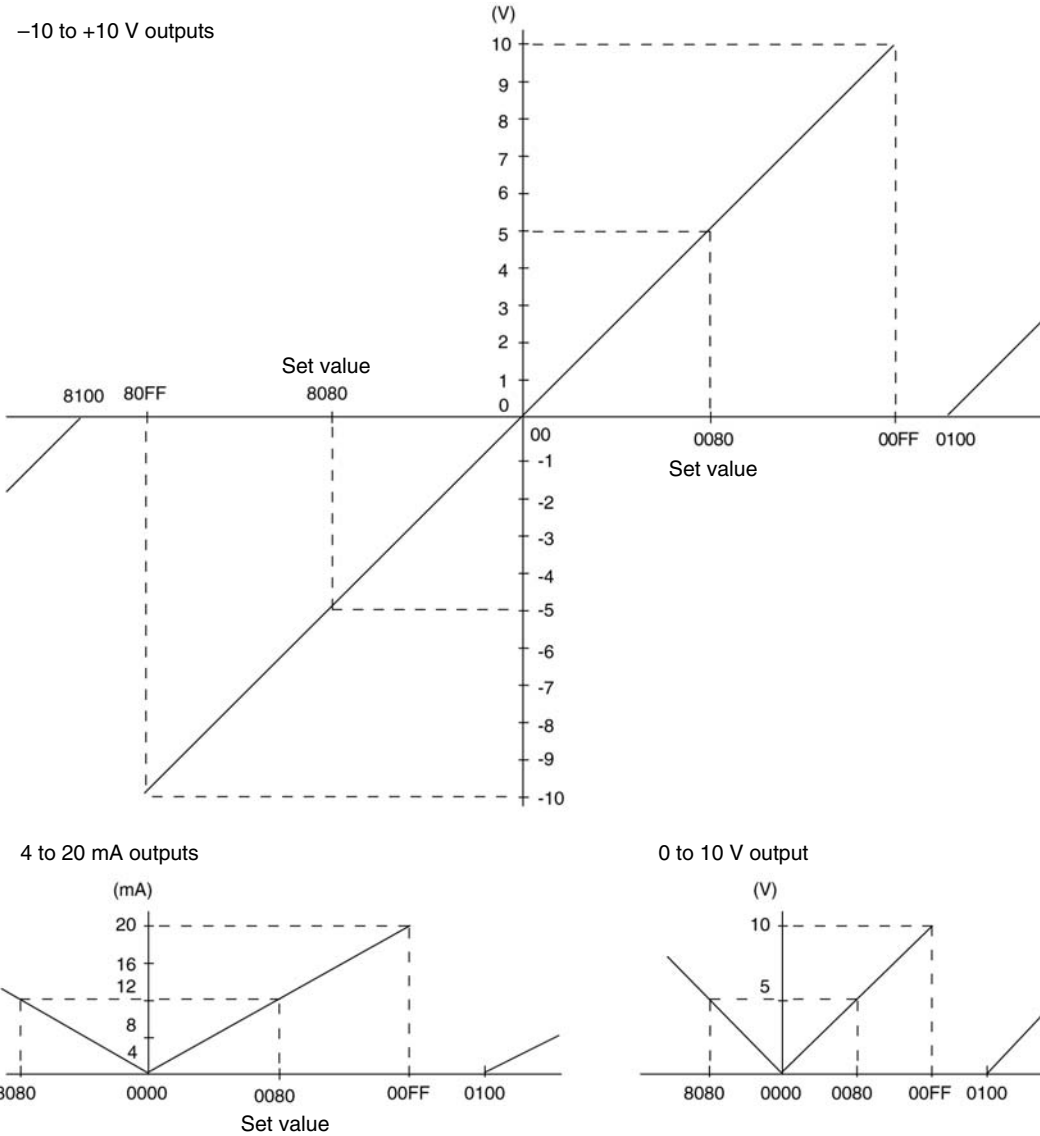 –10 to +10 V outputs
(V)
10
9
8
7
6
5
4
3
2
1
0
Set value
8100 80FF 8080
00 0080 00FF 0100
Set value
-1
-2
-3
-4
-5
-6
-7
-8
-9
-10
4 to 20 mA outputs
(mA)
20
16
12
8
4
8080 0000 0080 00FF 0100
Set value
0 to 10 V output
(V)
10
5
8080 0000 0080 00FF 0100